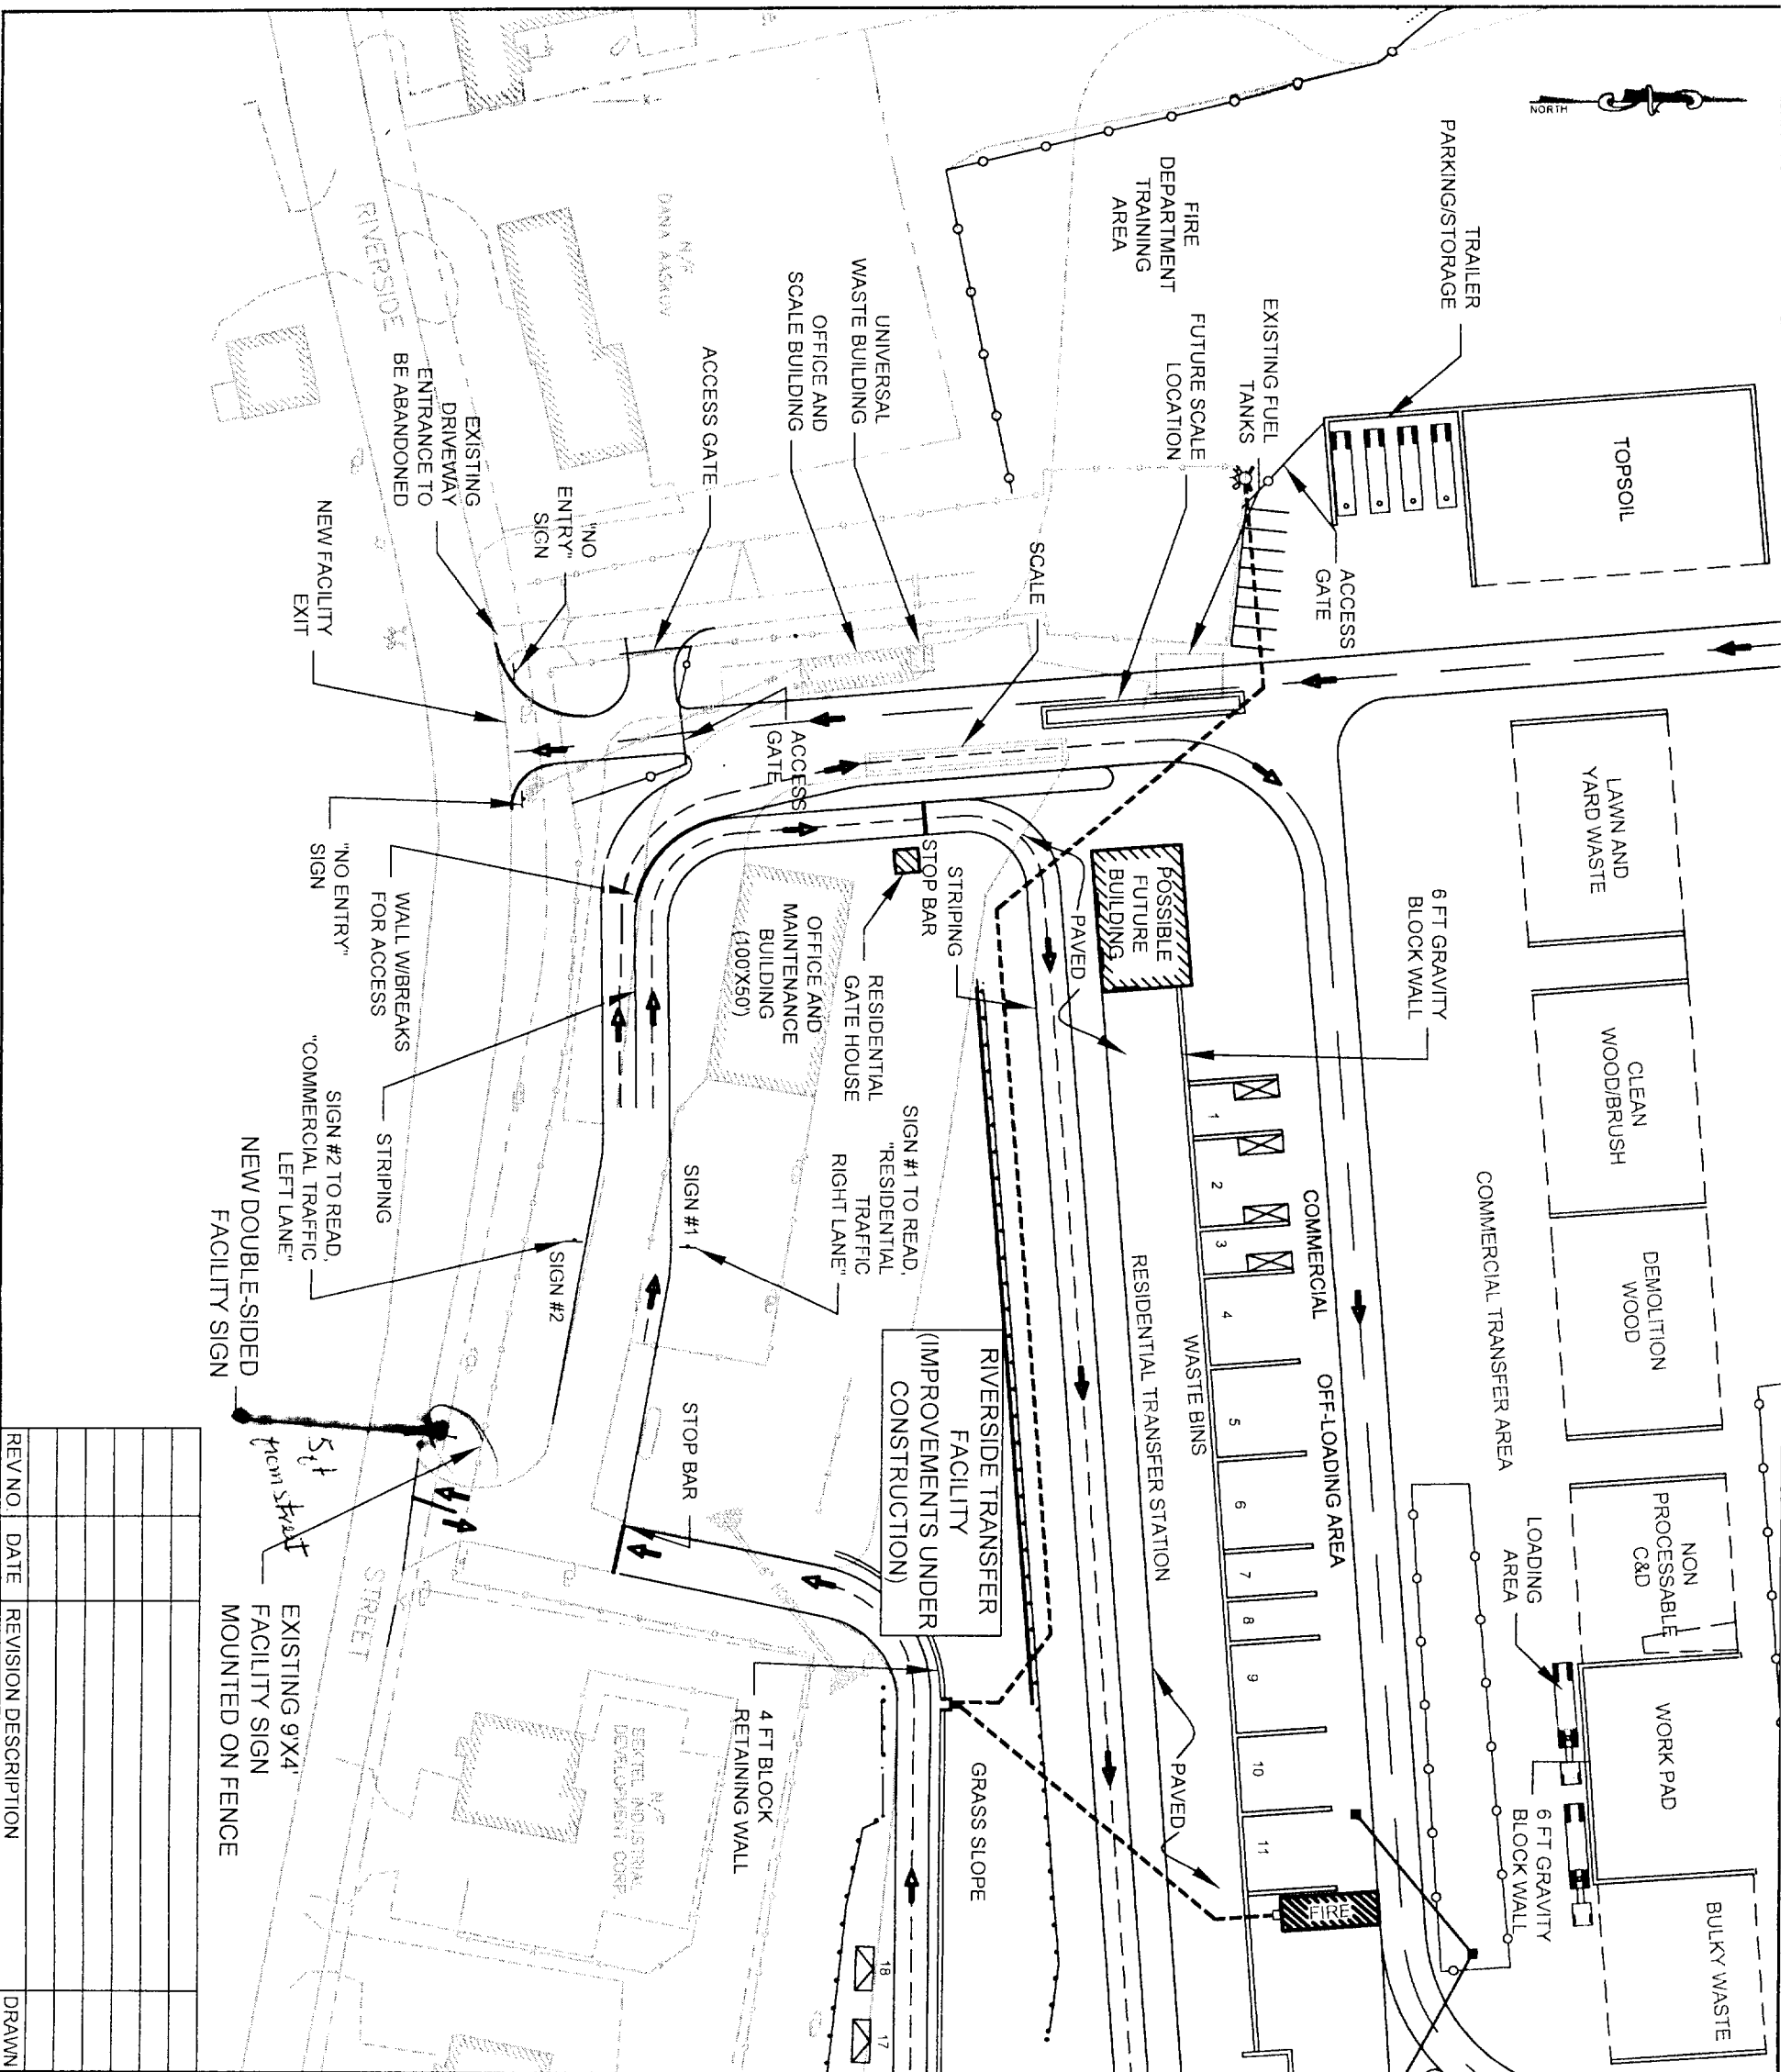 NORTH
TRAILER
PARKING/STORAGE
TOPSOIL
ACCESS
GATE
EXISTING FUEL
TANKS
FUTURE SCALE
LOCATION
FIRE
DEPARTMENT
TRAINING
AREA
SCALE
UNIVERSAL
WASTE BUILDING
OFFICE AND
SCALE BUILDING
ACCESS GATE
N/F
"NO
ENTRY"
SIGN
EXISTING
DRIVEWAY
ENTRANCE TO
BE ABANDONED
RIVERSIDE
NEW FACILITY
EXIT
LAWN AND
YARD WASTE
CLEAN
WOOD/BRUSH
DEMOLITION
WOOD
NON
PROCESSABLE
C&D
WORK PAD
BULKY WASTE
COMMERCIAL TRANSFER AREA
LOADING
AREA
6 FT GRAVITY
BLOCK WALL
6 FT GRAVITY
BLOCK WALL
COMMERCIAL
OFF-LOADING AREA
1
2
3
4
5
6
7
8
9
10
11
FIRE
WASTE BINS
RESIDENTIAL TRANSFER STATION
POSSIBLE
FUTURE
BUILDING
PAVED
PAVED
STRIPING
STOP BAR
ACCESS
GATE
RESIDENTIAL
GATE HOUSE
OFFICE AND
MAINTENANCE
BUILDING
(100'X50')
SIGN #1 TO READ,
"RESIDENTIAL
TRAFFIC
RIGHT LANE"
RIVERSIDE TRANSFER
FACILITY
(IMPROVEMENTS UNDER
CONSTRUCTION)
GRASS SLOPE
4 FT BLOCK
RETAINING WALL
18
17
SIGN #1
STOP BAR
SIGN #2
"NO ENTRY"
SIGN
WALL W/BREAKS
FOR ACCESS
STRIPING
SIGN #2 TO READ,
"COMMERCIAL TRAFFIC
LEFT LANE"
NEW DOUBLE-SIDED
FACILITY SIGN
5 ft
from street
STREET
N/F
DEVELOPMENT CORP.
EXISTING 9'X4'
FACILITY SIGN
MOUNTED ON FENCE
REV NO. DATE REVISION DESCRIPTION DRAWN